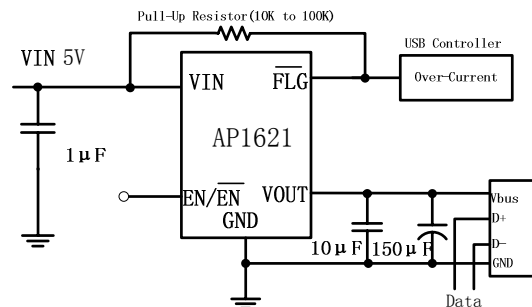 Pull-Up Resistor(10K to 100K)
USB Controller
VIN 5V
VIN
FLG
Over-Current
AP1621
1μF
EN/EN
VOUT
GND
Vbus
D+
10μF
150μF
D-
GND
Data